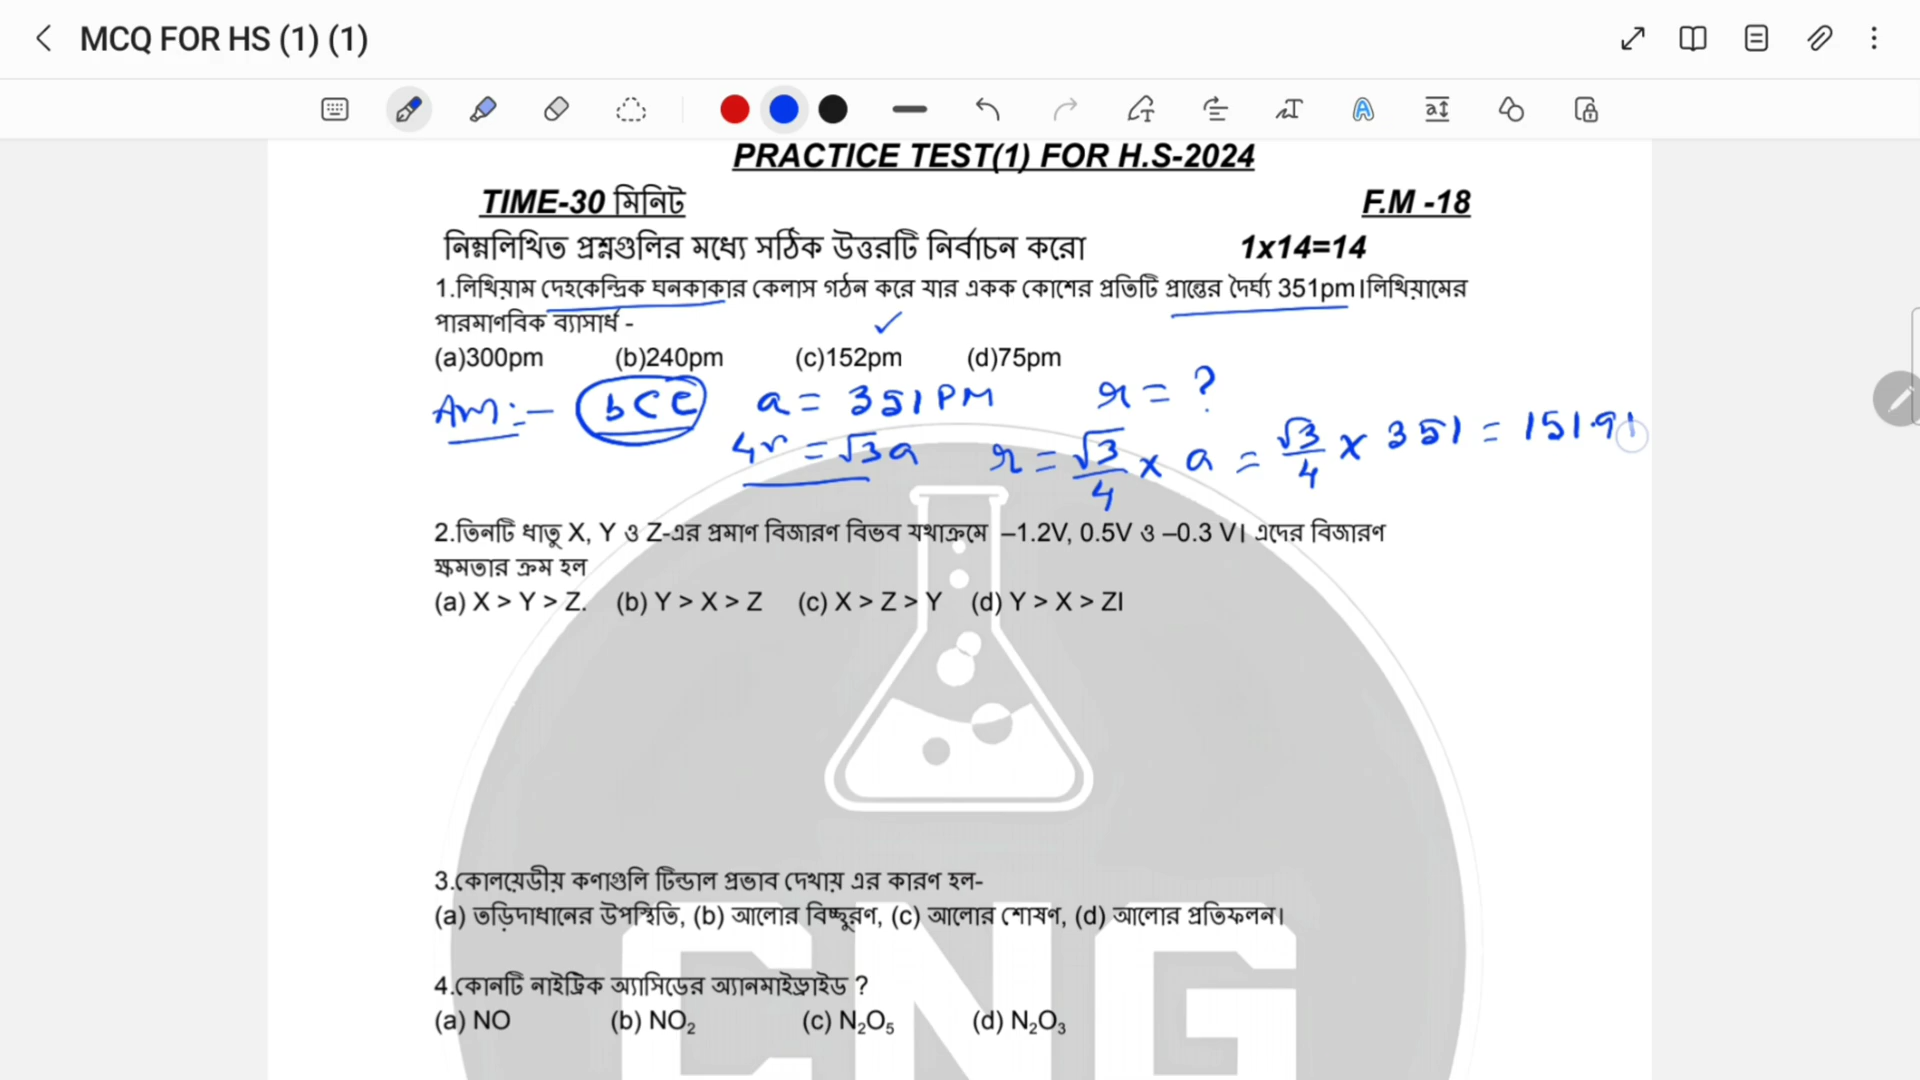 MCQ FOR HS (1) (1)
PRACTICE TEST(1) FOR H.S-2024
TIME-30 মিনিট F.M -18
নিম্নলিখিত প্রশ্নগুলির মধ্যে সঠিক উত্তরটি নির্বাচন করো 1x14=14
1.লিথিয়াম দেহকেন্দ্রিক ঘনকাকার কেলাস গঠন করে যার একক কোশের প্রতিটি প্রান্তের দৈর্ঘ্য 351pm।লিথিয়ামের
পারমাণবিক ব্যাসার্ধ -
(a)300pm (b)240pm (c)152pm (d)75pm
Ans:- bCC a = 351 PM r = ?
4r = √3a r = √3/4 x a = √3/4 x 351 = 151.91
2.তিনটি ধাতু X, Y ও Z-এর প্রমাণ বিজারণ বিভব যথাক্রমে –1.2V, 0.5V ও –0.3 V। এদের বিজারণ
ক্ষমতার ক্রম হল
(a) X > Y > Z. (b) Y > X > Z (c) X > Z > Y (d) Y > X > Z।
3.কোলয়েডীয় কণাগুলি টিন্ডাল প্রভাব দেখায় এর কারণ হল-
(a) তড়িদাধানের উপস্থিতি, (b) আলোর বিচ্ছুরণ, (c) আলোর শোষণ, (d) আলোর প্রতিফলন।
4.কোনটি নাইট্রিক অ্যাসিডের অ্যানমাইড্রাইড ?
(a) NO (b) NO₂ (c) N₂O₅ (d) N₂O₃
CNG